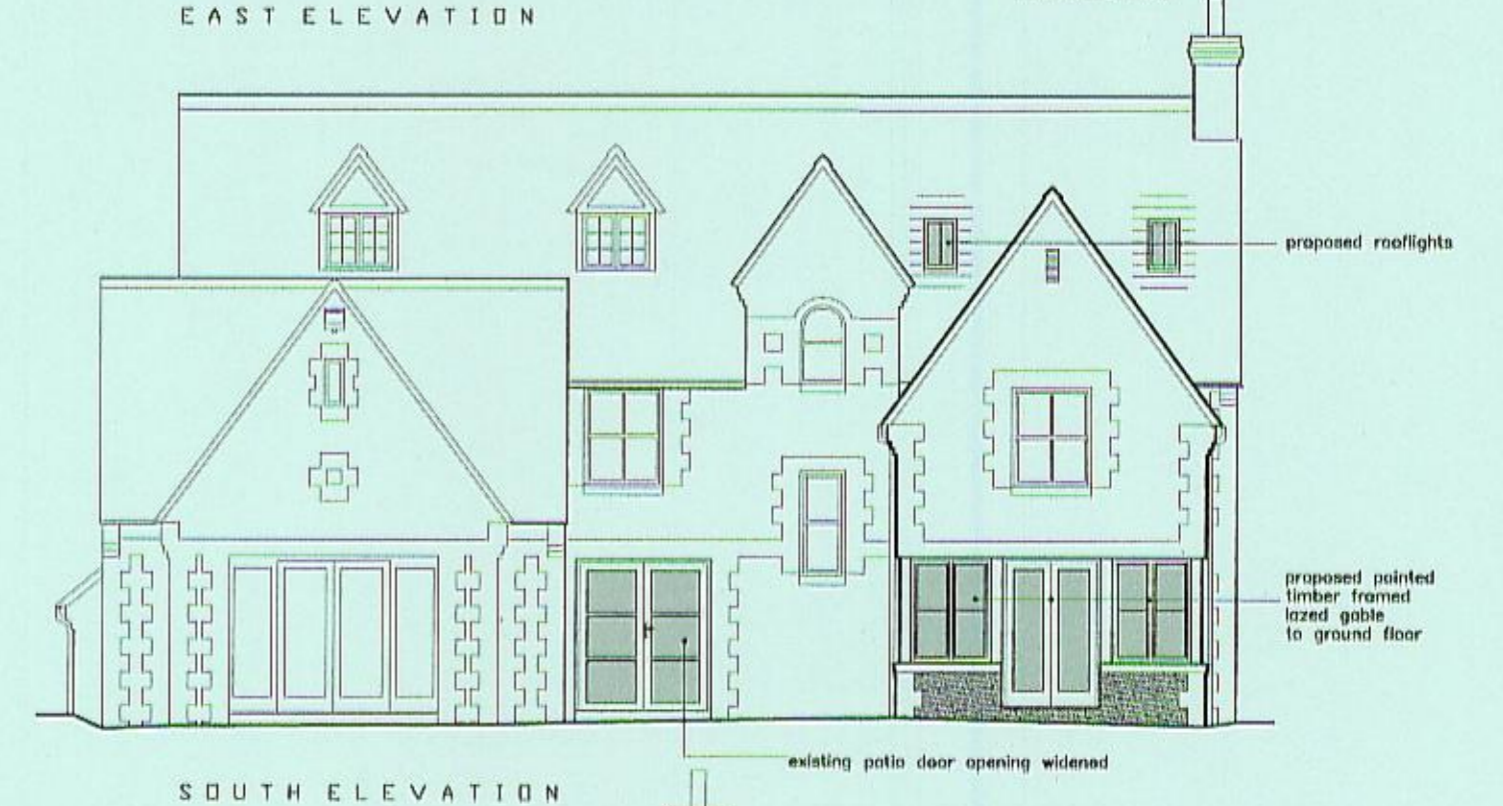 EAST ELEVATION
proposed rooflights
proposed painted
timber framed
lazed gable
to ground floor
existing patio door opening widened
SOUTH ELEVATION